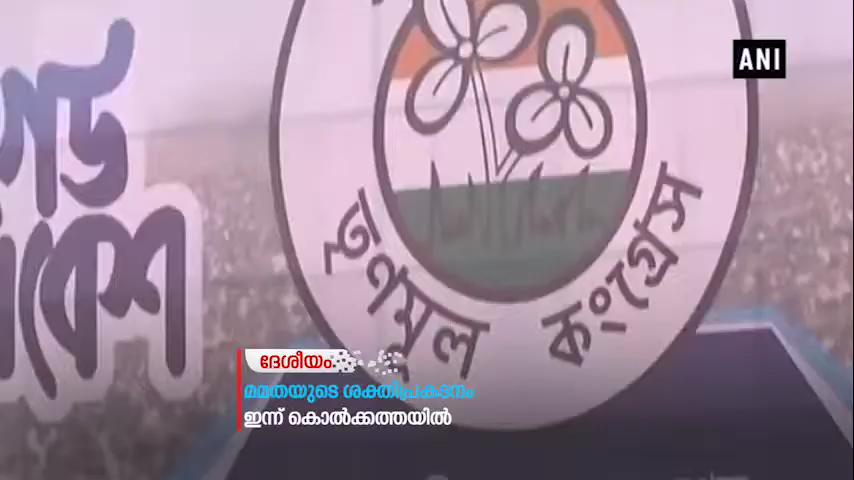 ANI
তৃণমূল কংগ্রেস
ദേശീയം
മമതയുടെ ശക്തിപ്രകടനം
ഇന്ന് കൊൽക്കത്തയിൽ